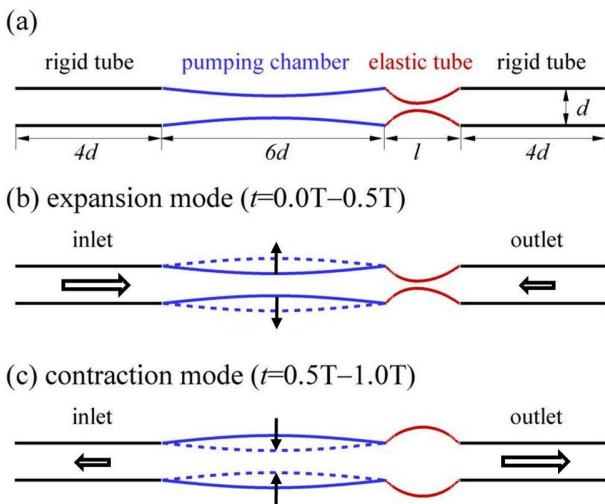 (a)
rigid tube pumping chamber elastic tube rigid tube
d
4d 6d l 4d
(b) expansion mode (t=0.0T–0.5T)
inlet outlet
(c) contraction mode (t=0.5T–1.0T)
inlet outlet